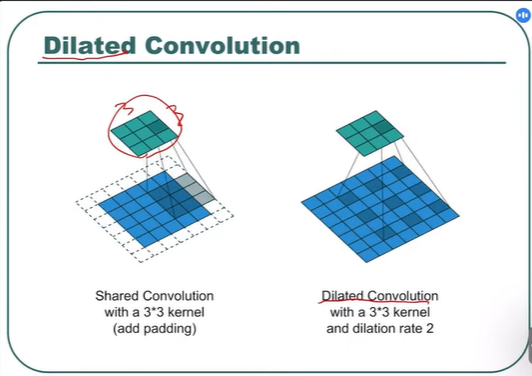 Dilated Convolution
Shared Convolution
with a 3*3 kernel
(add padding)
Dilated Convolution
with a 3*3 kernel
and dilation rate 2